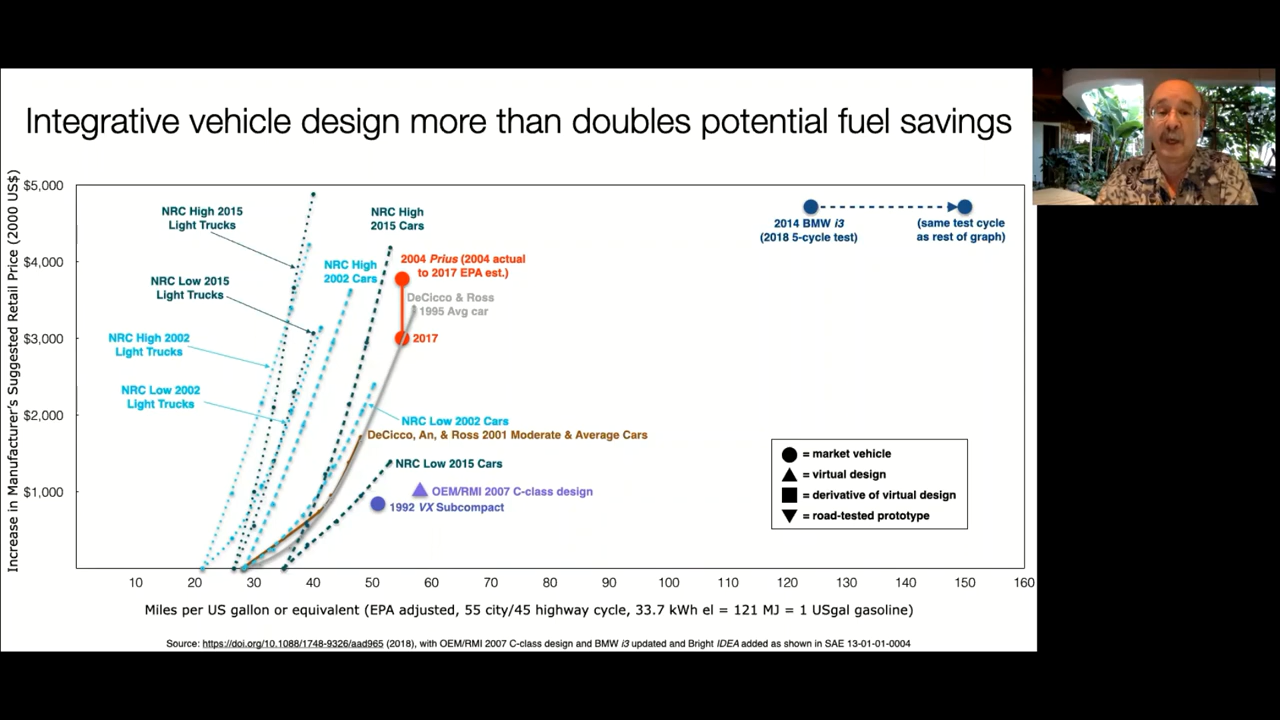 Integrative vehicle design more than doubles potential fuel savings
Increase in Manufacturer's Suggested Retail Price (2000 US$)
$5,000
$4,000
$3,000
$2,000
$1,000
NRC High 2015
Light Trucks
NRC High
2015 Cars
2014 BMW i3
(2018 5-cycle test)
(same test cycle
as rest of graph)
NRC High
2002 Cars
2004 Prius (2004 actual
to 2017 EPA est.)
NRC Low 2015
Light Trucks
DeCicco & Ross
1995 Avg car
NRC High 2002
Light Trucks
2017
NRC Low 2002
Light Trucks
NRC Low 2002 Cars
DeCicco, An, & Ross 2001 Moderate & Average Cars
NRC Low 2015 Cars
OEM/RMI 2007 C-class design
1992 VX Subcompact
= market vehicle
= virtual design
= derivative of virtual design
= road-tested prototype
10 20 30 40 50 60 70 80 90 100 110 120 130 140 150 160
Miles per US gallon or equivalent (EPA adjusted, 55 city/45 highway cycle, 33.7 kWh el = 121 MJ = 1 USgal gasoline)
Source: https://doi.org/10.1088/1748-9326/aad965 (2018), with OEM/RMI 2007 C-class design and BMW i3 updated and Bright IDEA added as shown in SAE 13-01-01-0004